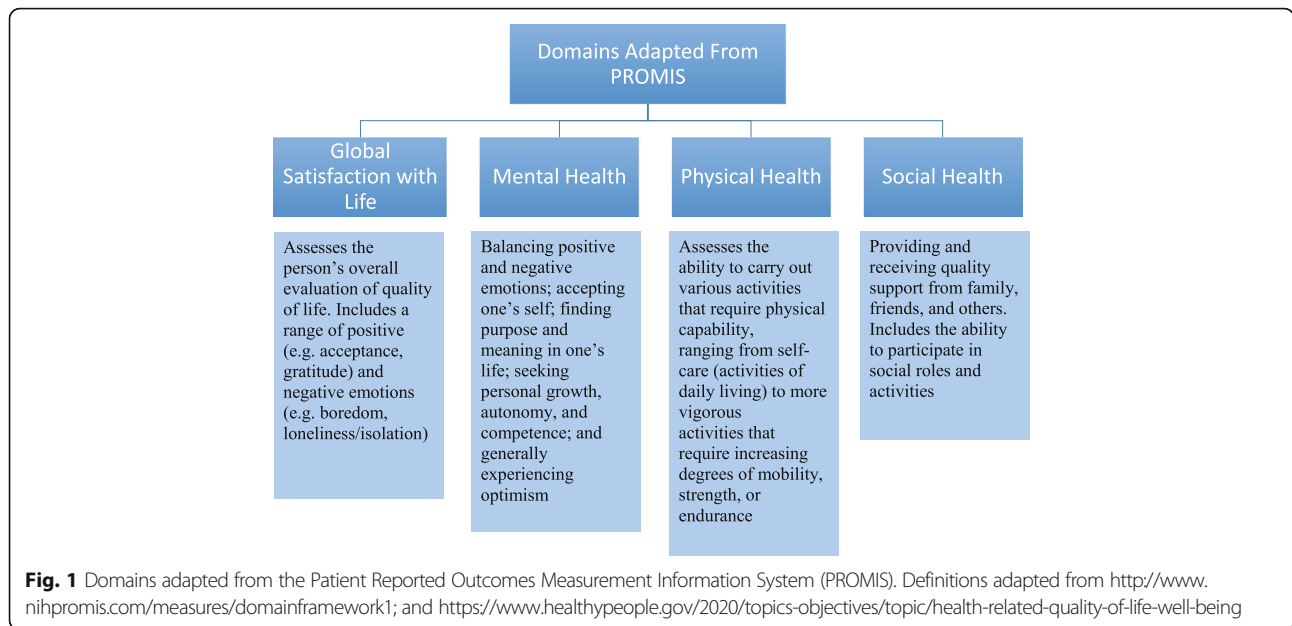 Domains Adapted From
PROMIS
Global
Satisfaction with
Life
Mental Health
Physical Health
Social Health
Assesses the
person’s overall
evaluation of quality
of life. Includes a
range of positive
(e.g. acceptance,
gratitude) and
negative emotions
(e.g. boredom,
loneliness/isolation)
Balancing positive
and negative
emotions; accepting
one’s self; finding
purpose and
meaning in one’s
life; seeking
personal growth,
autonomy, and
competence; and
generally
experiencing
optimism
Assesses the
ability to carry out
various activities
that require physical
capability,
ranging from self-
care (activities of
daily living) to more
vigorous
activities that
require increasing
degrees of mobility,
strength, or
endurance
Providing and
receiving quality
support from family,
friends, and others.
Includes the ability
to participate in
social roles and
activities
Fig. 1 Domains adapted from the Patient Reported Outcomes Measurement Information System (PROMIS). Definitions adapted from http://www.
nihpromis.com/measures/domainframework1; and https://www.healthypeople.gov/2020/topics-objectives/topic/health-related-quality-of-life-well-being